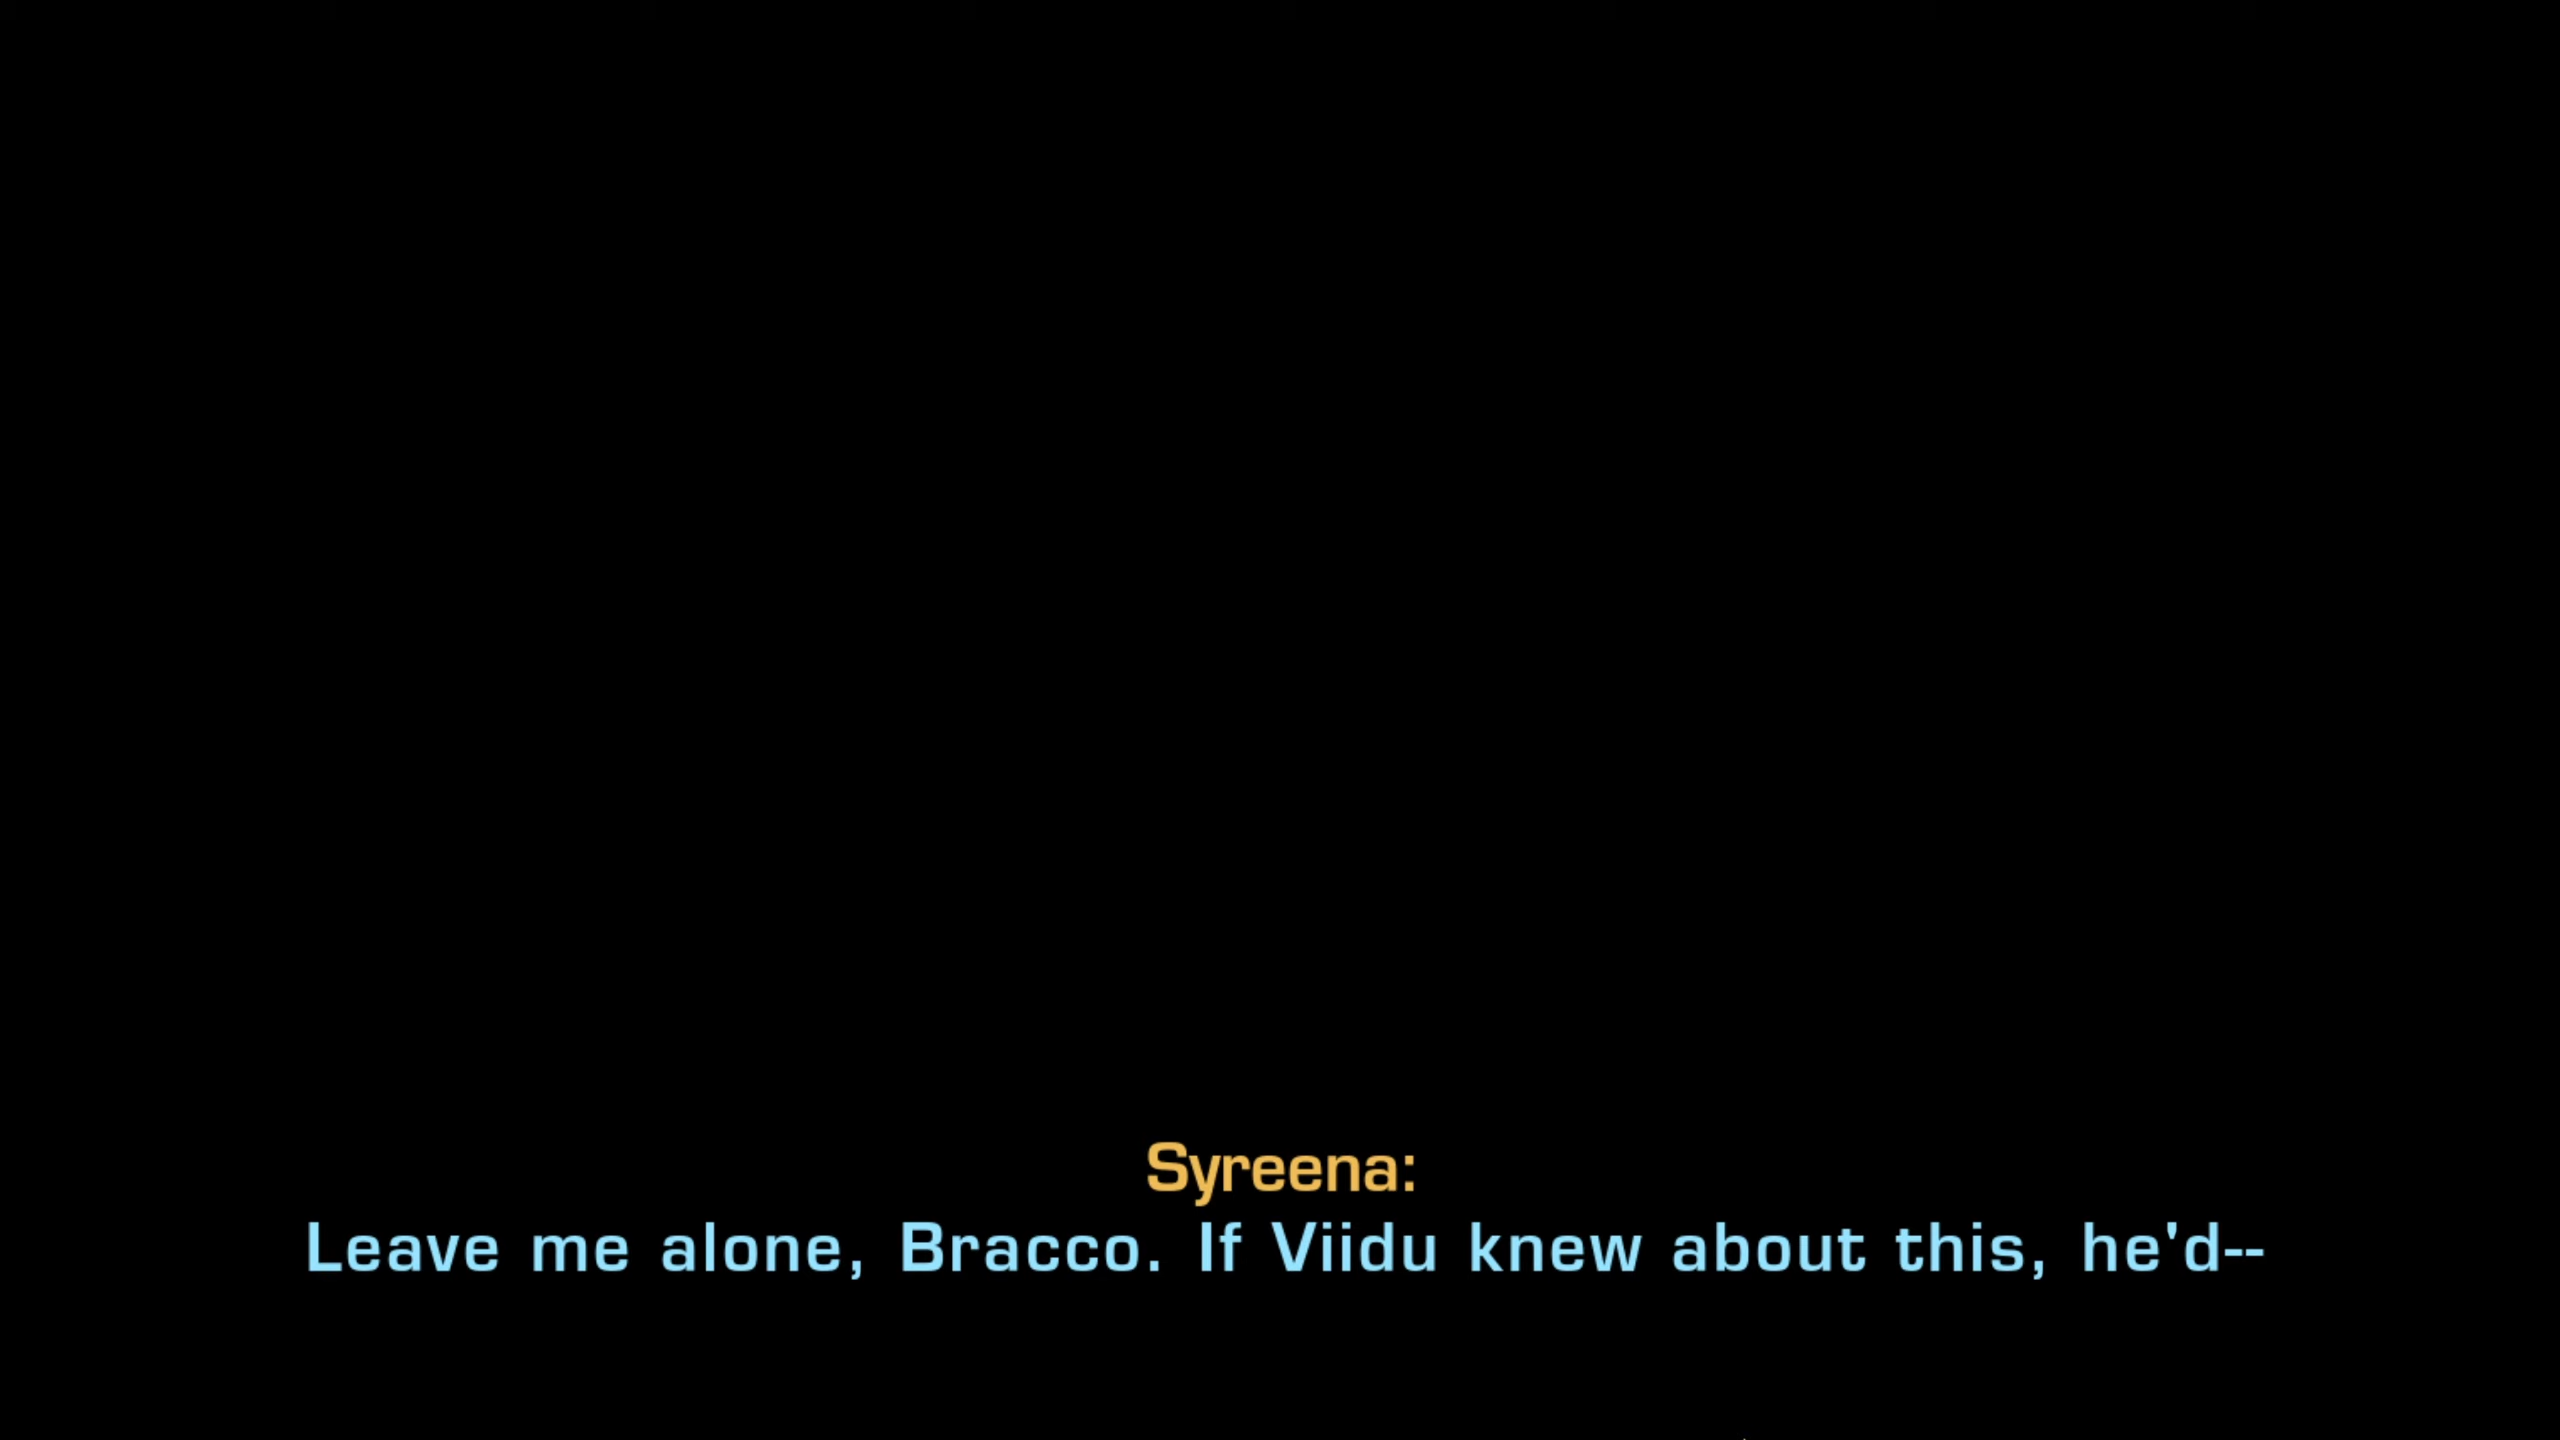 Syreena:
Leave me alone, Bracco. If Viidu knew about this, he'd--